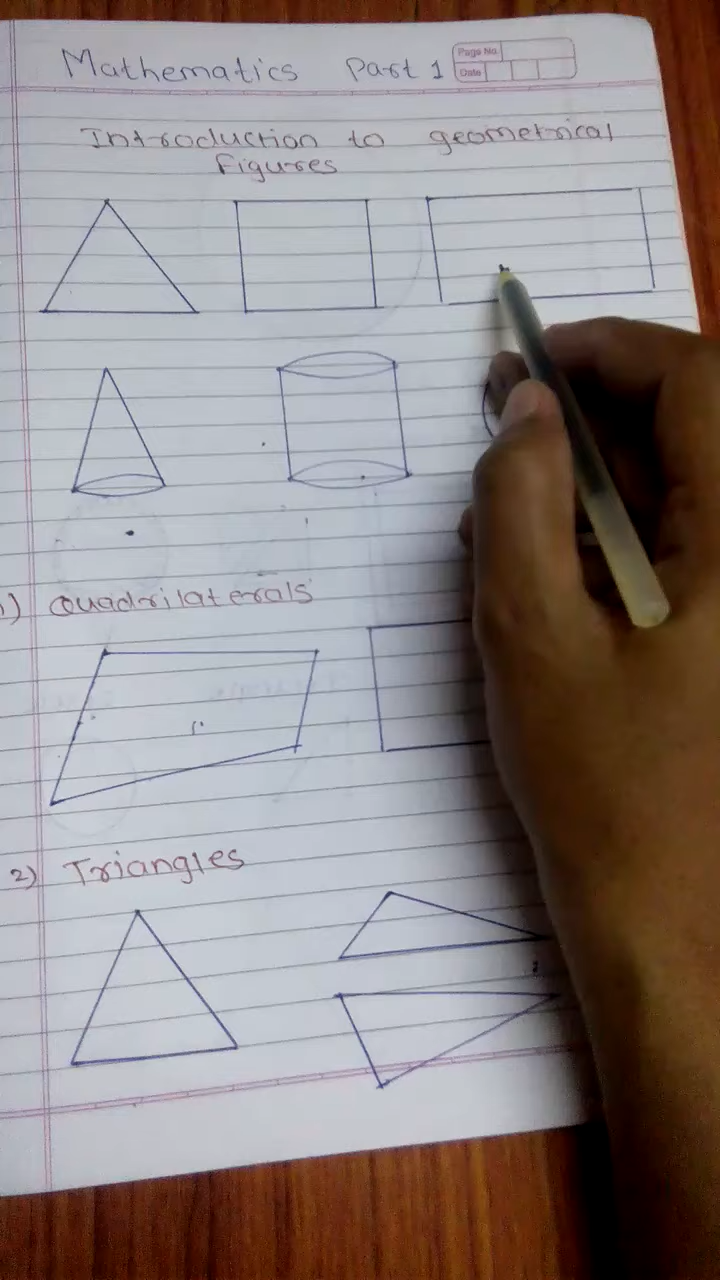 Mathematics Part 1
Page No.
Date
Introduction to geometrical
figures
1) Quadrilaterals
2) Triangles